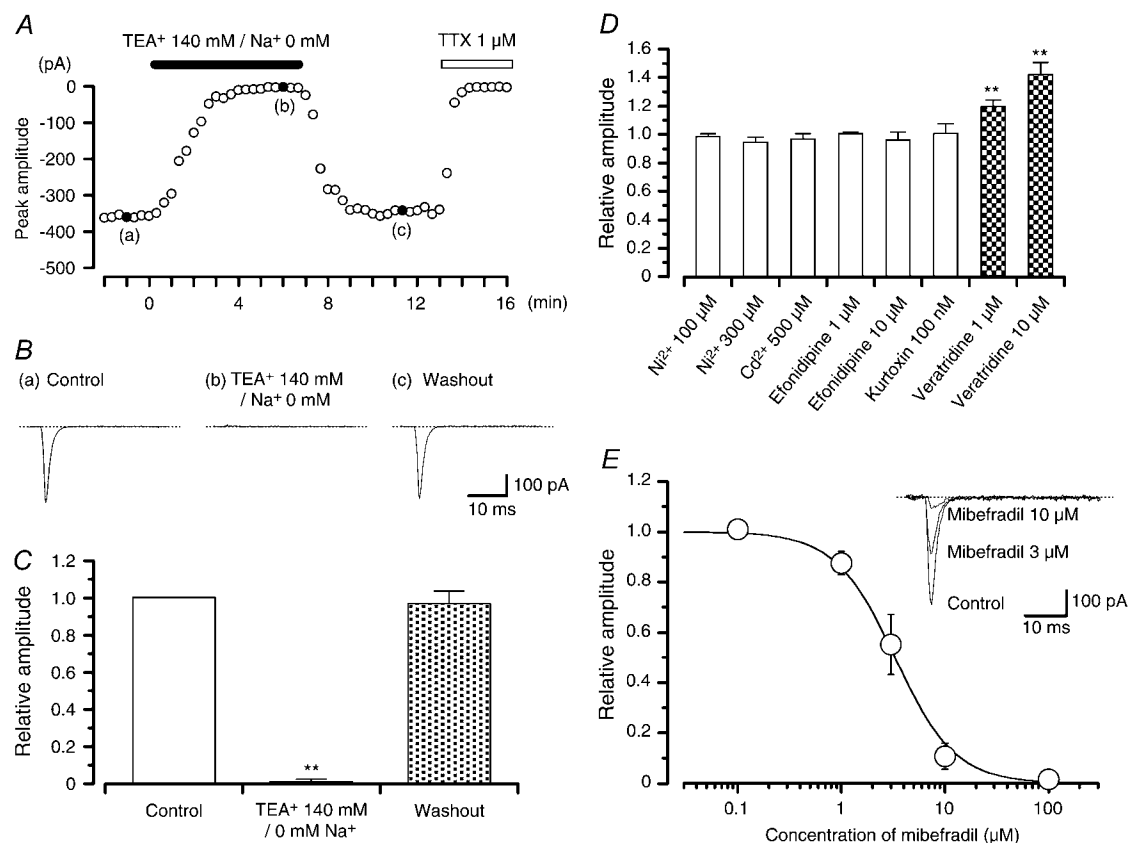 A
TEA+ 140 mM / Na+ 0 mM
TTX 1 µM
(pA)
0
-100
-200
-300
-400
-500
Peak amplitude
(a)
(b)
(c)
0
4
8
12
16
(min)
B
(a) Control
(b) TEA+ 140 mM
/ Na+ 0 mM
(c) Washout
100 pA
10 ms
C
1.2
1.0
0.8
0.6
0.4
0.2
0
Relative amplitude
**
Control
TEA+ 140 mM
/ 0 mM Na+
Washout
D
1.6
1.4
1.2
1.0
0.8
0.6
0.4
0.2
0
Relative amplitude
**
**
Ni2+ 100 µM
Ni2+ 300 µM
Cd2+ 500 µM
Efonidipine 1 µM
Efonidipine 10 µM
Kurtoxin 100 nM
Veratridine 1 µM
Veratridine 10 µM
E
1.2
1.0
0.8
0.6
0.4
0.2
0
Relative amplitude
Mibefradil 10 µM
Mibefradil 3 µM
Control
100 pA
10 ms
0.1
1
10
100
Concentration of mibefradil (µM)